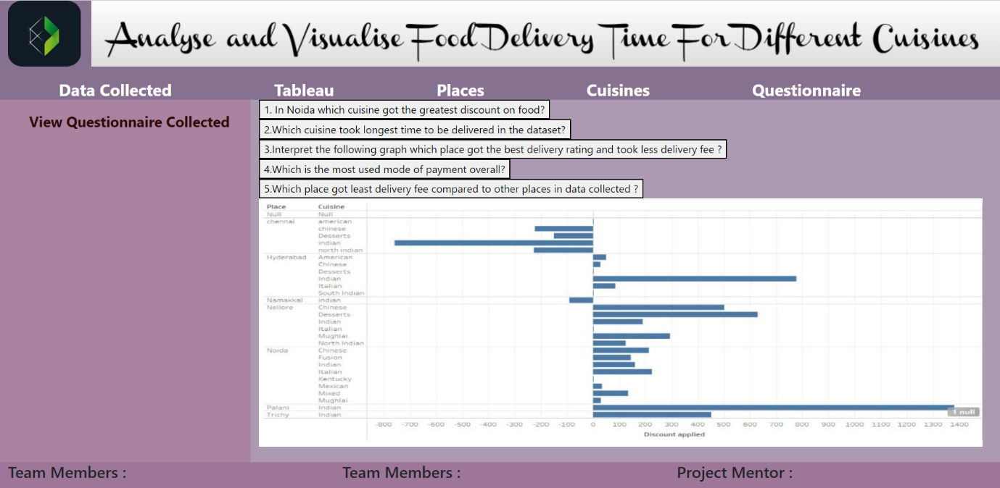 Analyse and Visualise Food Delivery Time For Different Cuisines
Data Collected Tableau Places Cuisines Questionnaire
View Questionnaire Collected
1. In Noida which cuisine got the greatest discount on food?
2.Which cuisine took longest time to be delivered in the dataset?
3.Interpret the following graph which place got the best delivery rating and took less delivery fee ?
4.Which is the most used mode of payment overall?
5.Which place got least delivery fee compared to other places in data collected ?
Place Cuisine
Null Null
chennai american
chinese
Desserts
indian
north indian
Hyderabad American
Chinese
Desserts
Indian
Italian
South Indian
Namakkal indian
Nellore Chinese
Desserts
Indian
Italian
Mughlai
North Indian
Noida Chinese
Fusion
Indian
Italian
Kentucky
Mexican
Mixed
Mughlai
Palani Indian
Trichy Indian
1 null
-800 -700 -600 -500 -400 -300 -200 -100 0 100 200 300 400 500 600 700 800 900 1000 1100 1200 1300 1400
Discount applied
Team Members : Team Members : Project Mentor :